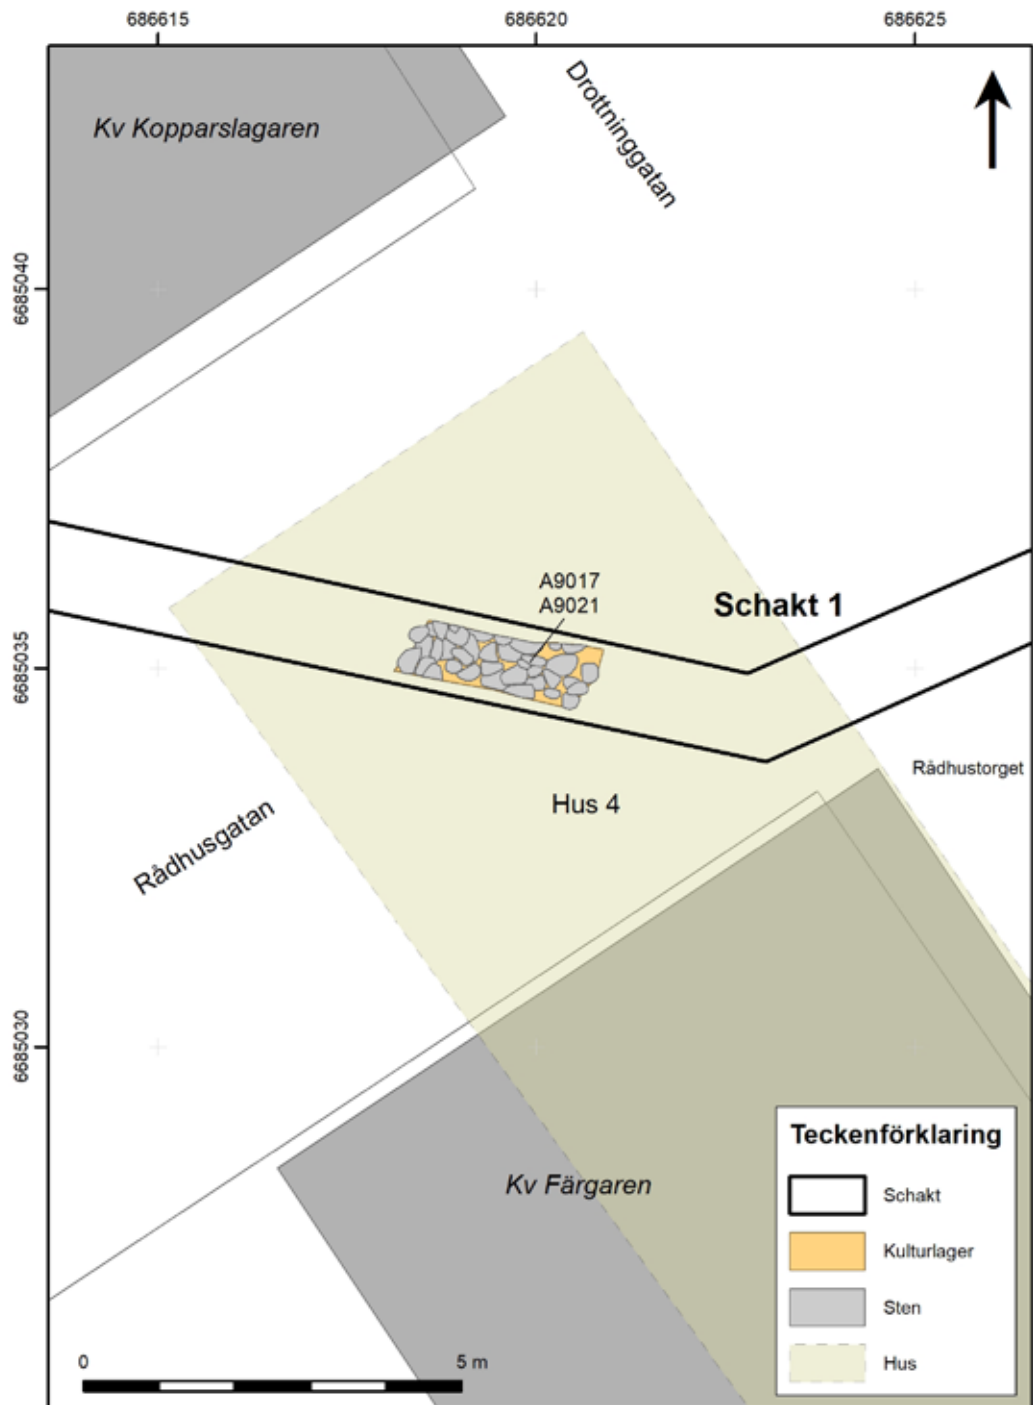 686615
686620
686625
Kv Kopparslagaren
Drottninggatan
6685040
A9017
A9021
Schakt 1
6685035
Rådhustorget
Hus 4
Rådhusgatan
6685030
Kv Färgaren
Teckenförklaring
Schakt
Kulturlager
Sten
Hus
0
5 m